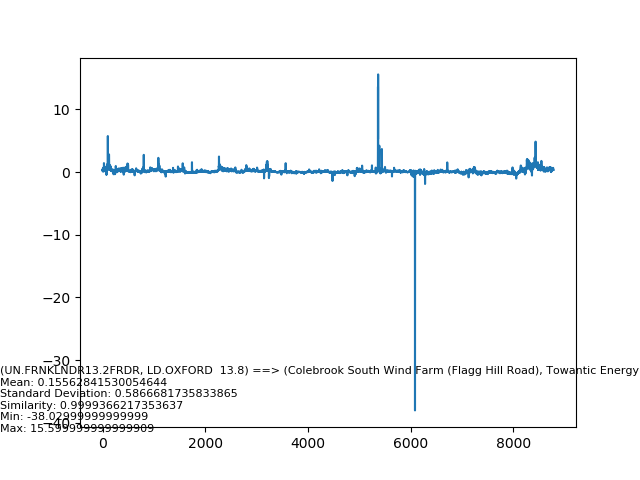 10
0
−10
−20
−30
(UN.FRNKLNDR13.2FRDR, LD.OXFORD 13.8) ==> (Colebrook South Wind Farm (Flagg Hill Road), Towantic Energy
Mean: 0.15562841530054644
Standard Deviation: 0.5866681735833865
Similarity: 0.9999366217353637
Min: -38.02999999999999
−40
Max: 15.599999999999909
0 2000 4000 6000 8000